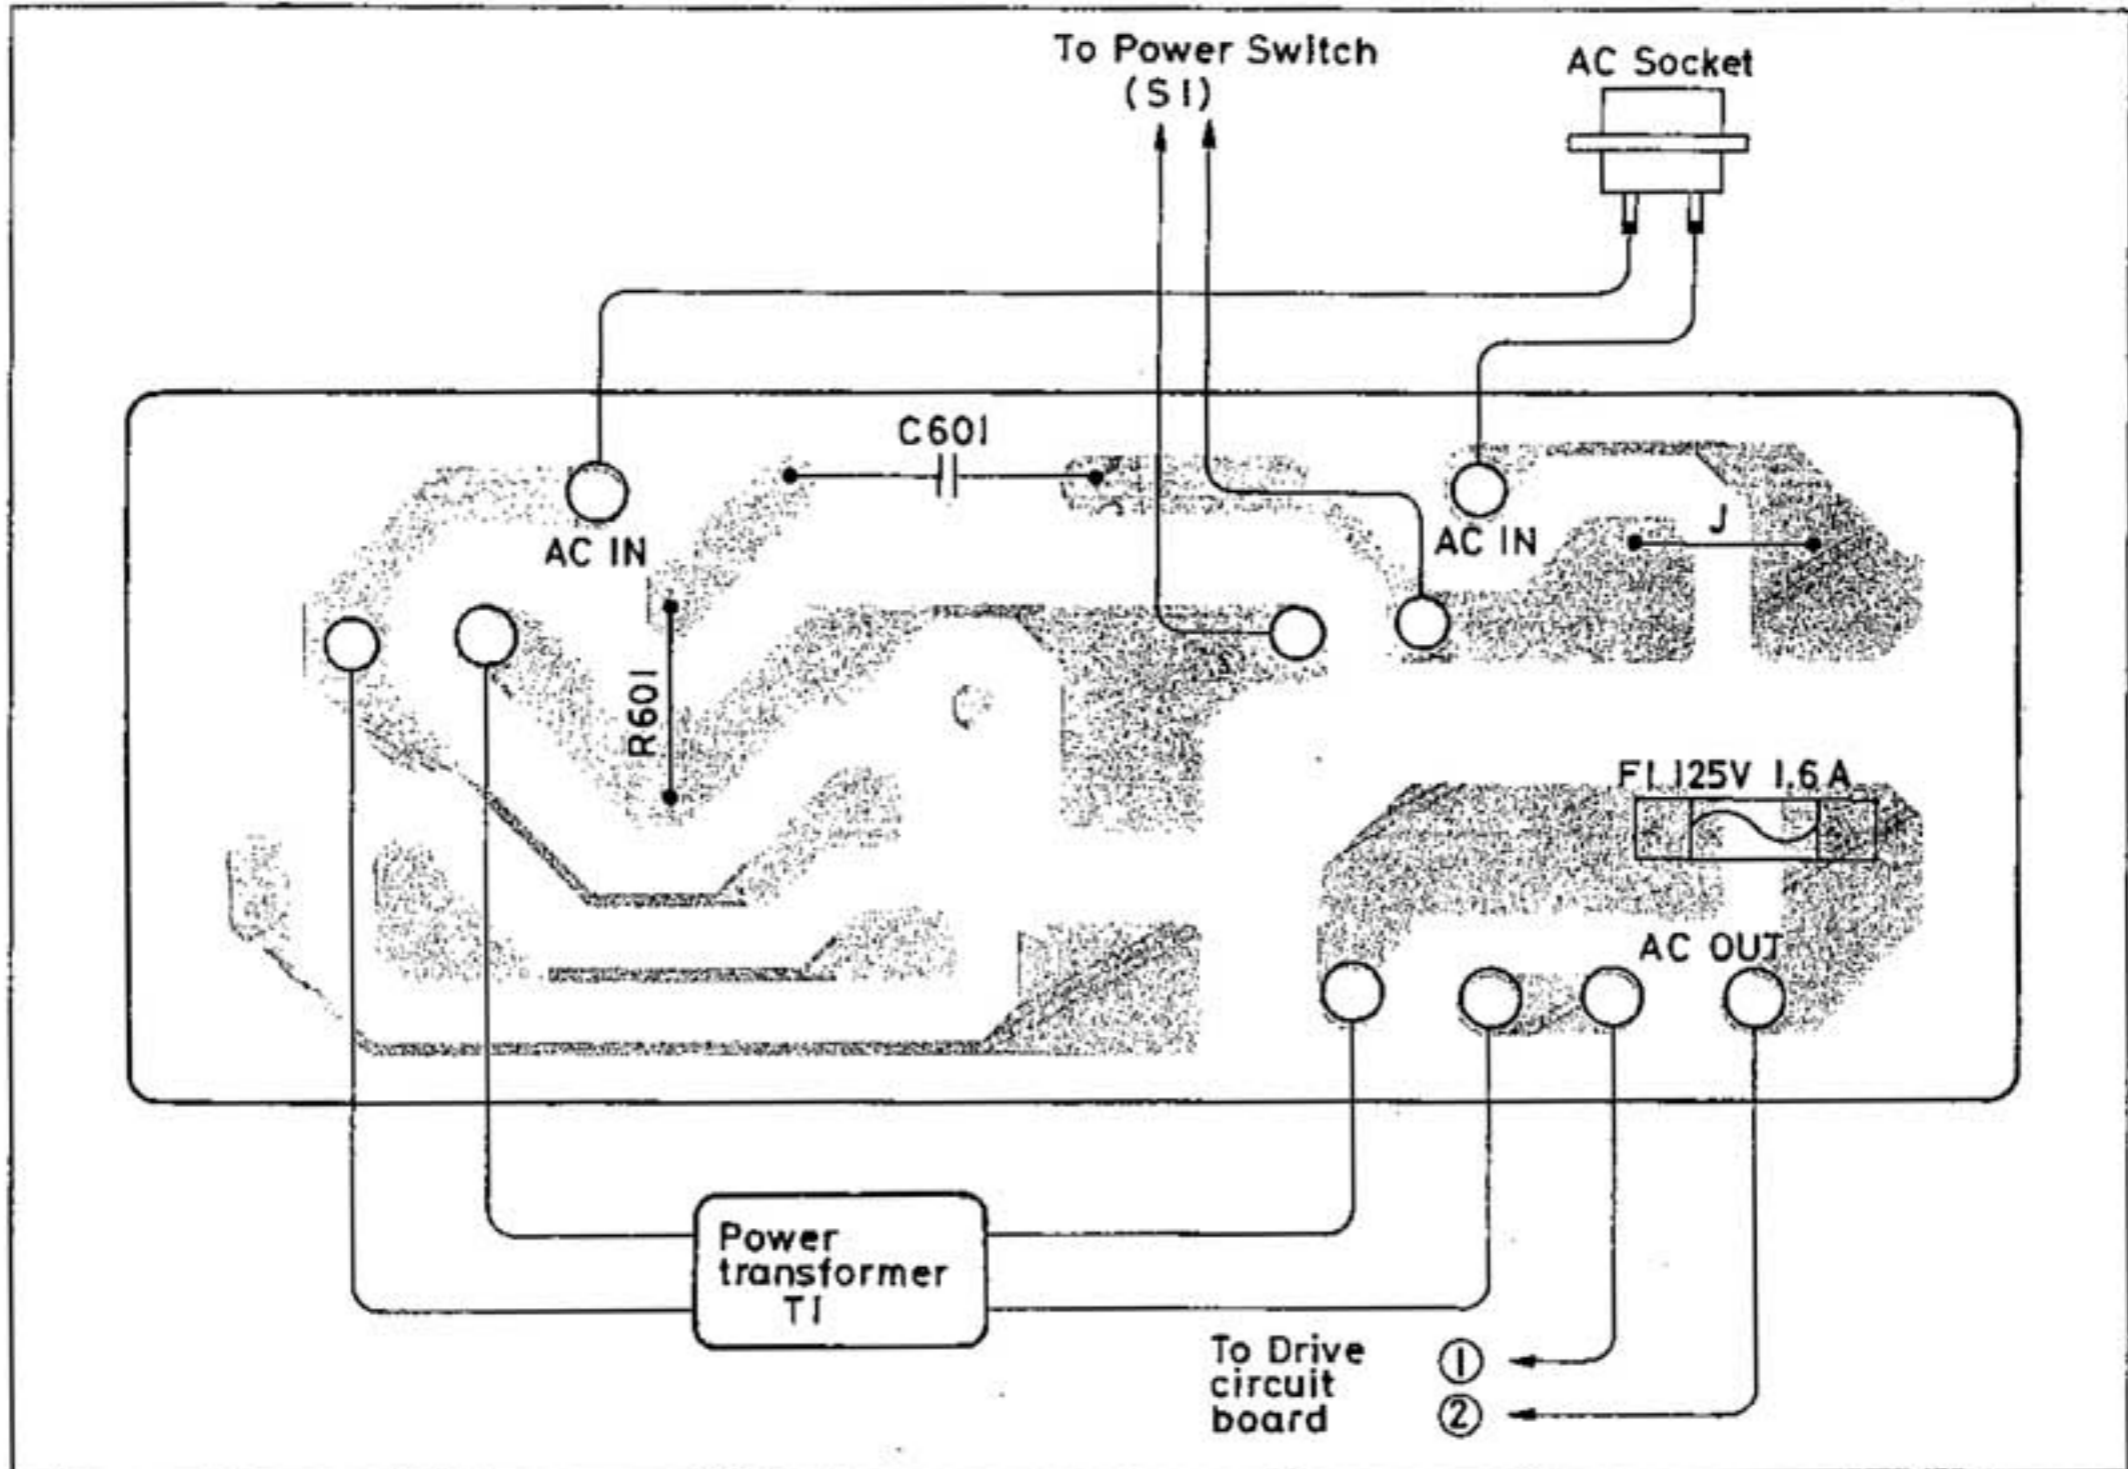 To Power Switch
(S1)
AC Socket
C601
AC IN
AC IN
J
R601
F1.125V 1.6A
AC OUT
Power
transformer
T1
To Drive
circuit
board
①
②